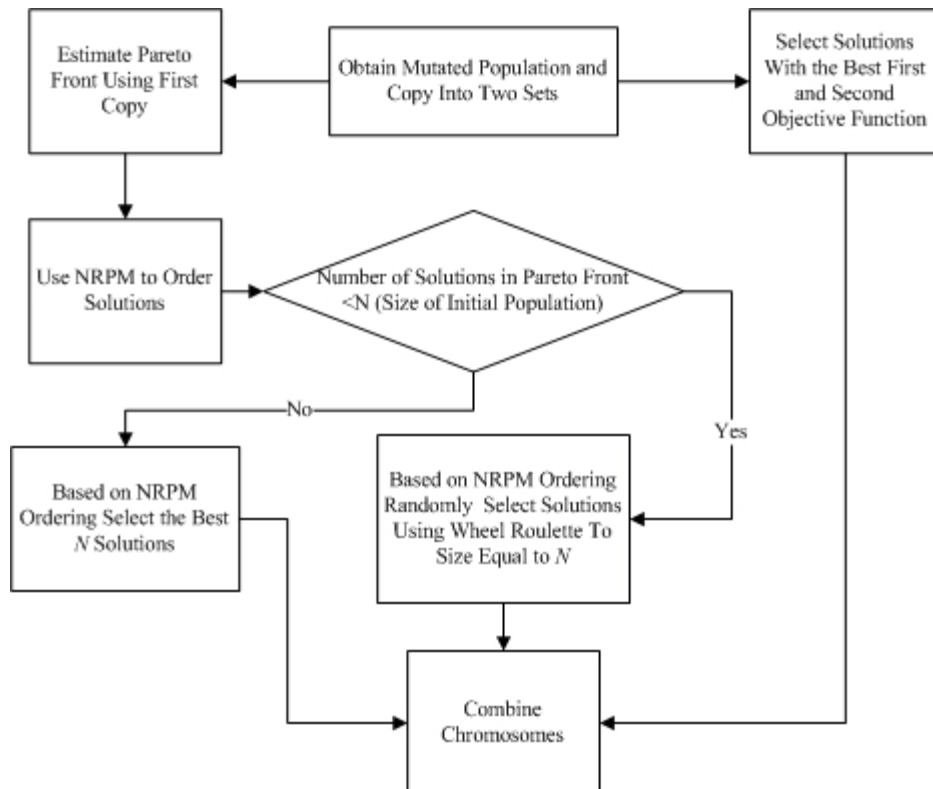 Estimate Pareto
Front Using First
Copy
Obtain Mutated Population and
Copy Into Two Sets
Select Solutions
With the Best First
and Second
Objective Function
Use NRPM to Order
Solutions
Number of Solutions in Pareto Front
<N (Size of Initial Population)
No
Yes
Based on NRPM
Ordering Select the Best
N Solutions
Based on NRPM Ordering
Randomly Select Solutions
Using Wheel Roulette To
Size Equal to N
Combine
Chromosomes